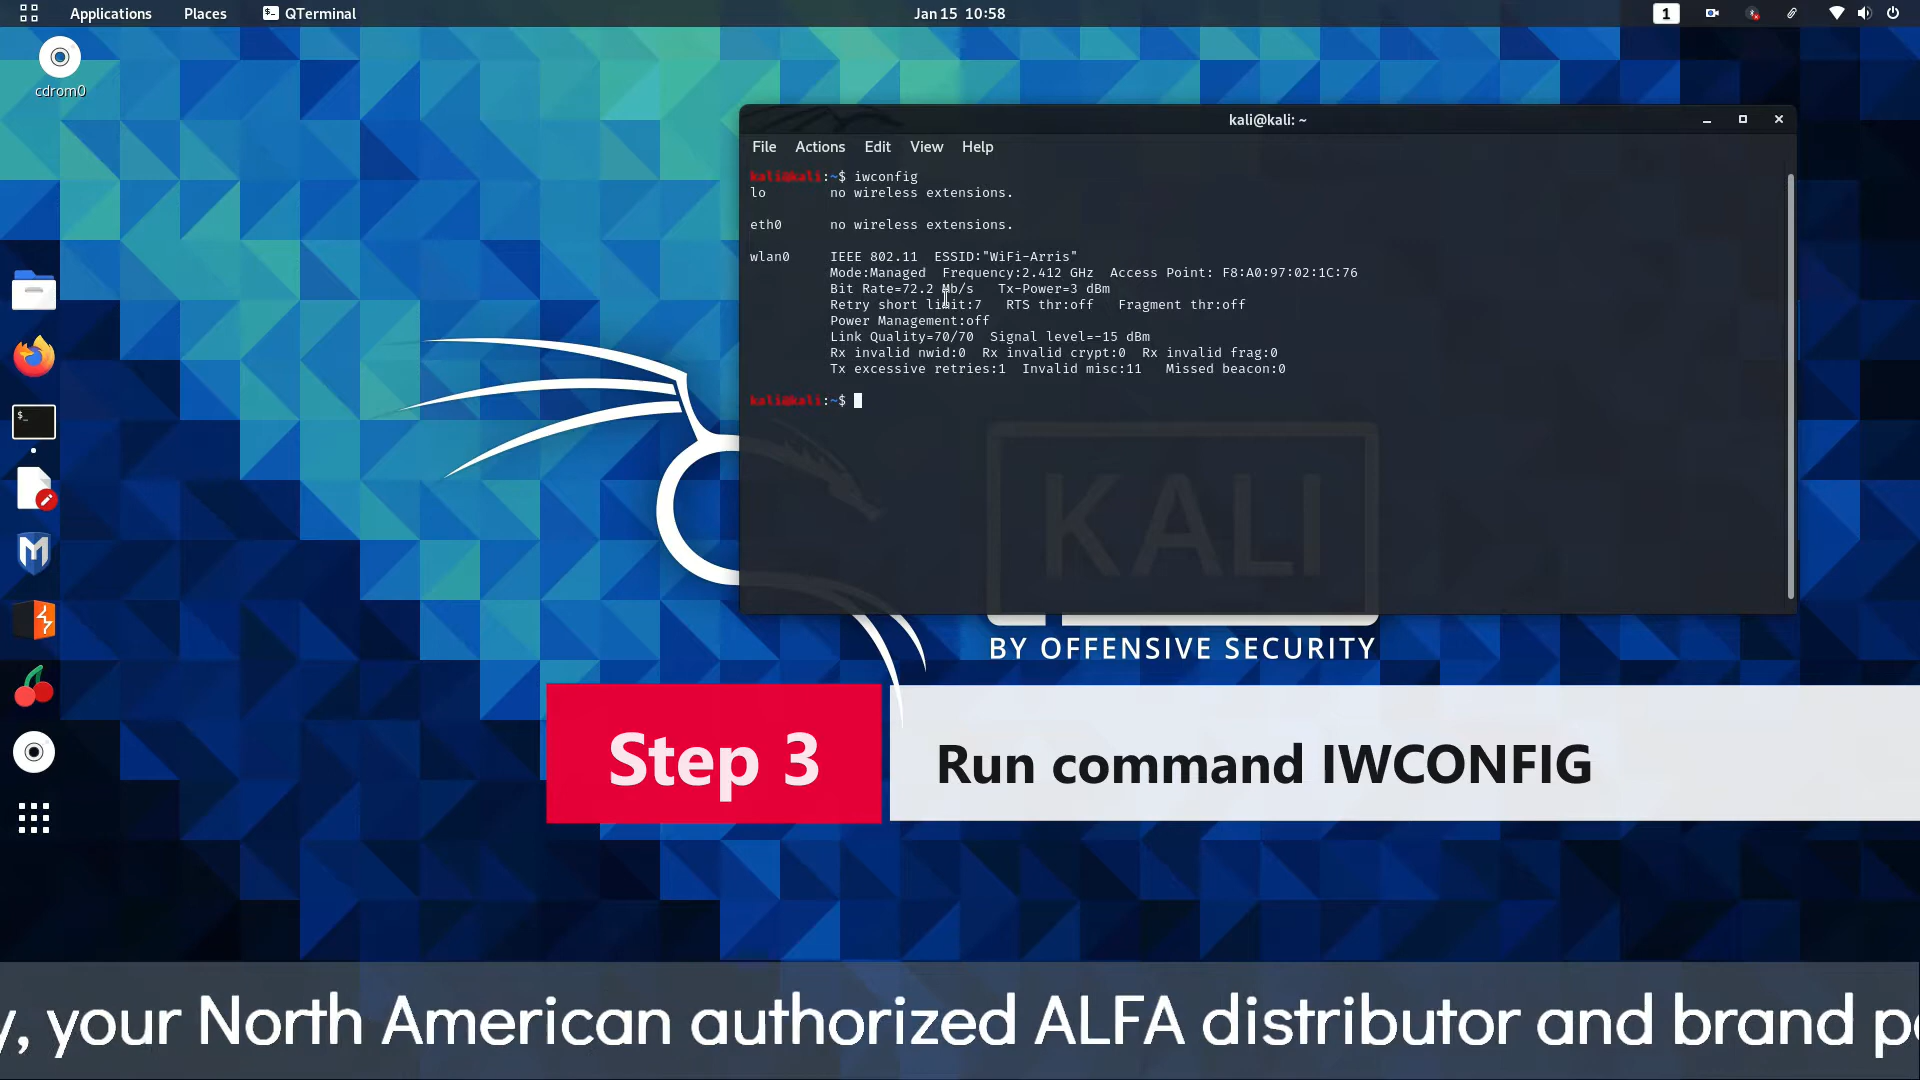 Applications Places QTerminal Jan 15 10:58 1
cdrom0
kali@kali: ~
File Actions Edit View Help
kali@kali:~$ iwconfig
lo no wireless extensions.
eth0 no wireless extensions.
wlan0 IEEE 802.11 ESSID:"WiFi-Arris"
Mode:Managed Frequency:2.412 GHz Access Point: F8:A0:97:02:1C:76
Bit Rate=72.2 Mb/s Tx-Power=3 dBm
Retry short limit:7 RTS thr:off Fragment thr:off
Power Management:off
Link Quality=70/70 Signal level=-15 dBm
Rx invalid nwid:0 Rx invalid crypt:0 Rx invalid frag:0
Tx excessive retries:1 Invalid misc:11 Missed beacon:0
kali@kali:~$
KALI
BY OFFENSIVE SECURITY
Step 3 Run command IWCONFIG
y, your North American authorized ALFA distributor and brand